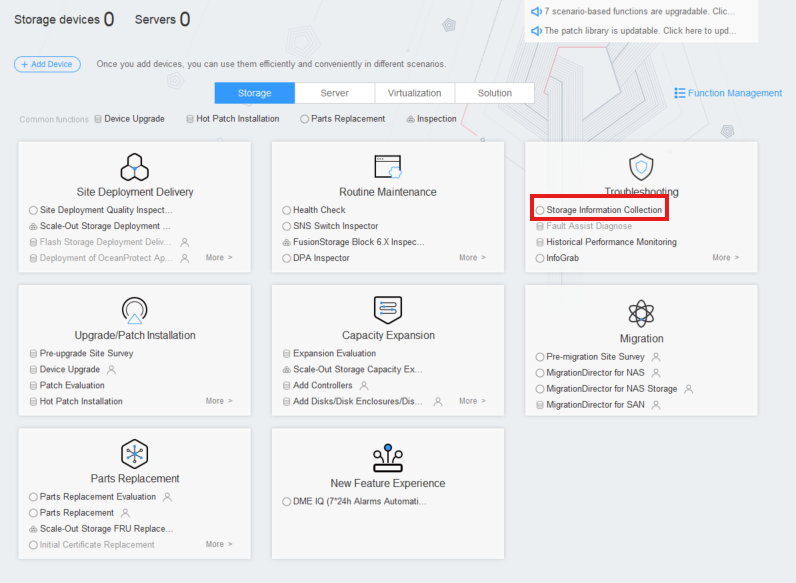 Storage devices 0 Servers 0
7 scenario-based functions are upgradable. Clic...
The patch library is updatable. Click here to upd...
+ Add Device
Once you add devices, you can use them efficiently and conveniently in different scenarios.
Storage Server Virtualization Solution
Function Management
Common functions Device Upgrade Hot Patch Installation Parts Replacement Inspection
Site Deployment Delivery
Site Deployment Quality Inspect...
Scale-Out Storage Deployment ...
Flash Storage Deployment Deliv...
Deployment of OceanProtect Ap...
More >
Routine Maintenance
Health Check
SNS Switch Inspector
FusionStorage Block 6.X Inspec...
DPA Inspector
More >
Troubleshooting
Storage Information Collection
Fault Assist Diagnose
Historical Performance Monitoring
InfoGrab
More >
Upgrade/Patch Installation
Pre-upgrade Site Survey
Device Upgrade
Patch Evaluation
Hot Patch Installation
More >
Capacity Expansion
Expansion Evaluation
Scale-Out Storage Capacity Ex...
Add Controllers
Add Disks/Disk Enclosures/Dis...
More >
Migration
Pre-migration Site Survey
MigrationDirector for NAS
MigrationDirector for NAS Storage
MigrationDirector for SAN
Parts Replacement
Parts Replacement Evaluation
Parts Replacement
Scale-Out Storage FRU Replace...
Initial Certificate Replacement
More >
New Feature Experience
DME IQ (7*24h Alarms Automati...